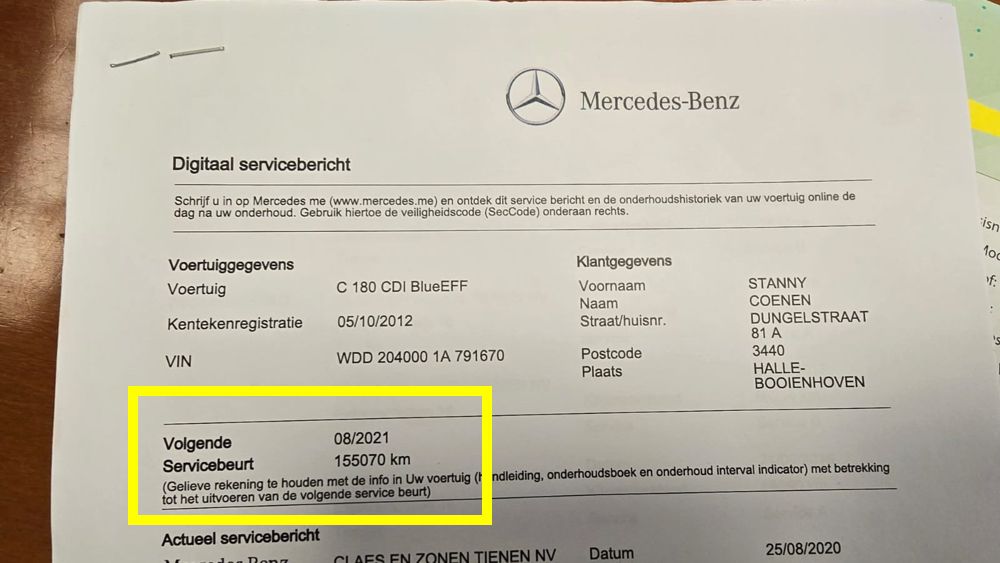 Mercedes-Benz
Digitaal servicebericht
Schrijf u in op Mercedes me (www.mercedes.me) en ontdek dit service bericht en de onderhoudshistoriek van uw voertuig online de
dag na uw onderhoud. Gebruik hiertoe de veiligheidscode (SecCode) onderaan rechts.
Voertuiggegevens
Voertuig C 180 CDI BlueEFF
Kentekenregistratie 05/10/2012
VIN WDD 204000 1A 791670
Klantgegevens
Voornaam STANNY
Naam COENEN
Straat/huisnr. DUNGELSTRAAT
81 A
Postcode 3440
Plaats HALLE-
BOOIENHOVEN
Volgende 08/2021
Servicebeurt 155070 km
(Gelieve rekening te houden met de info in Uw voertuig (handleiding, onderhoudsboek en onderhoud interval indicator) met betrekking
tot het uitvoeren van de volgende service beurt)
Actueel servicebericht
Mercedes-Benz CLAES EN ZONEN TIENEN NV Datum 25/08/2020